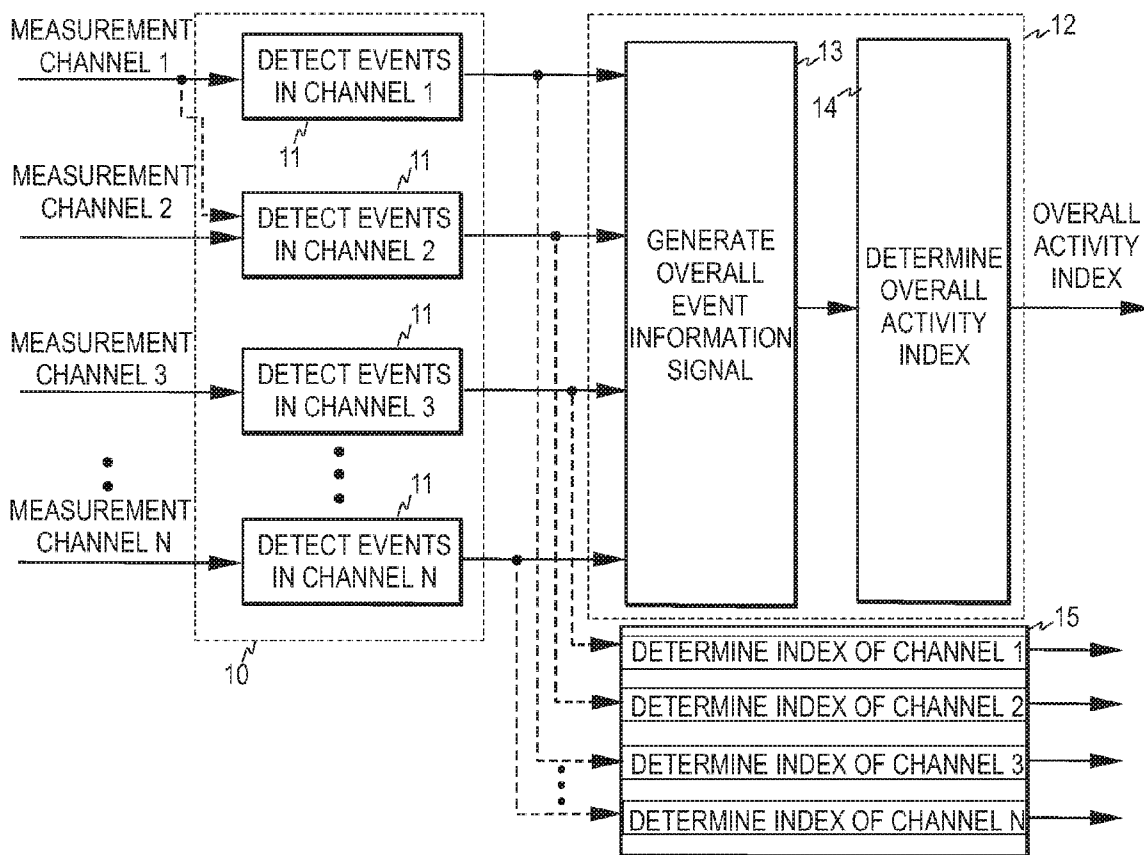 MEASUREMENT
CHANNEL 1
DETECT EVENTS
IN CHANNEL 1
11
MEASUREMENT
CHANNEL 2
11
DETECT EVENTS
IN CHANNEL 2
MEASUREMENT
CHANNEL 3
11
DETECT EVENTS
IN CHANNEL 3
MEASUREMENT
CHANNEL N
11
DETECT EVENTS
IN CHANNEL N
10
12
13
GENERATE
OVERALL
EVENT
INFORMATION
SIGNAL
14
DETERMINE
OVERALL
ACTIVITY
INDEX
OVERALL
ACTIVITY
INDEX
15
DETERMINE INDEX OF CHANNEL 1
DETERMINE INDEX OF CHANNEL 2
DETERMINE INDEX OF CHANNEL 3
DETERMINE INDEX OF CHANNEL N